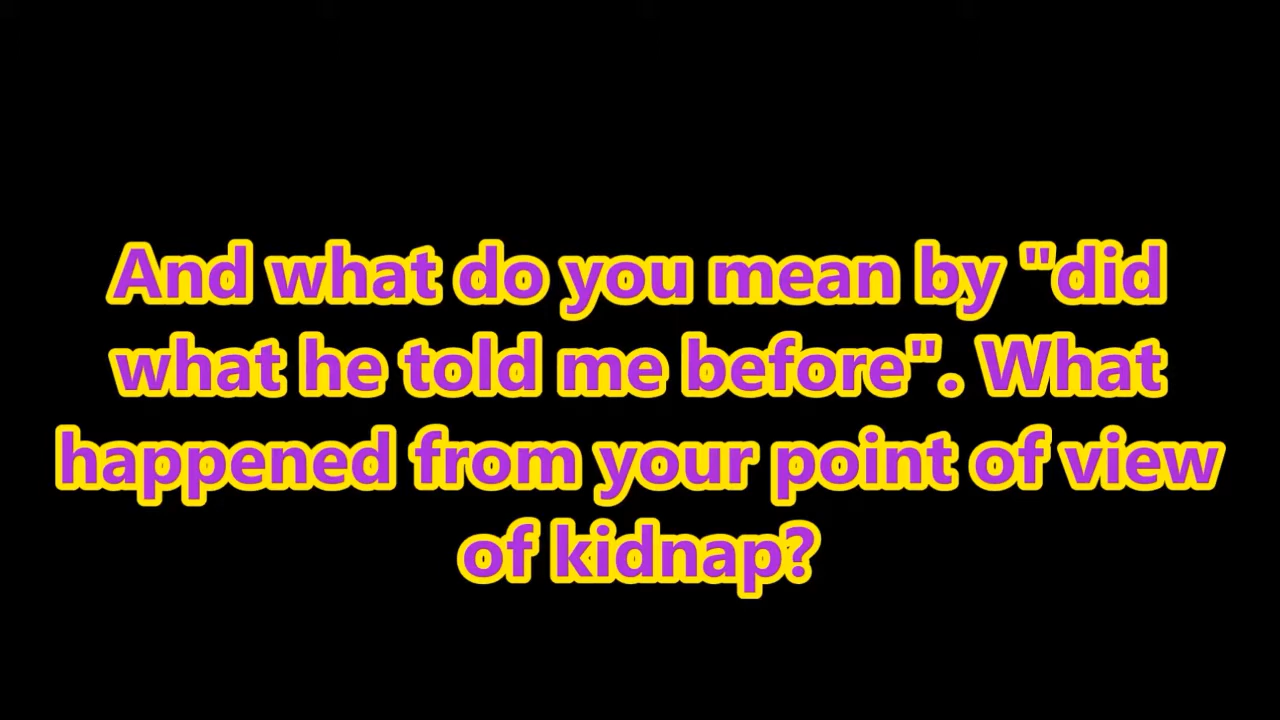 And what do you mean by "did
what he told me before". What
happened from your point of view
of kidnap?